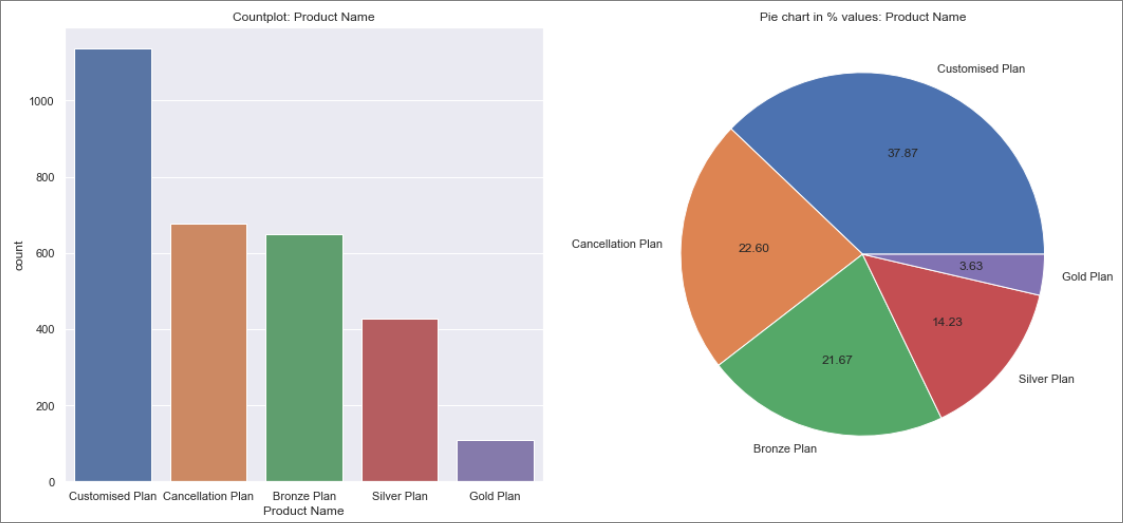 Countplot: Product Name
1000
800
600
400
200
0
count
Customised Plan Cancellation Plan Bronze Plan Silver Plan Gold Plan
Product Name
Pie chart in % values: Product Name
Customised Plan
37.87
Cancellation Plan
22.60
3.63
Gold Plan
14.23
21.67
Silver Plan
Bronze Plan